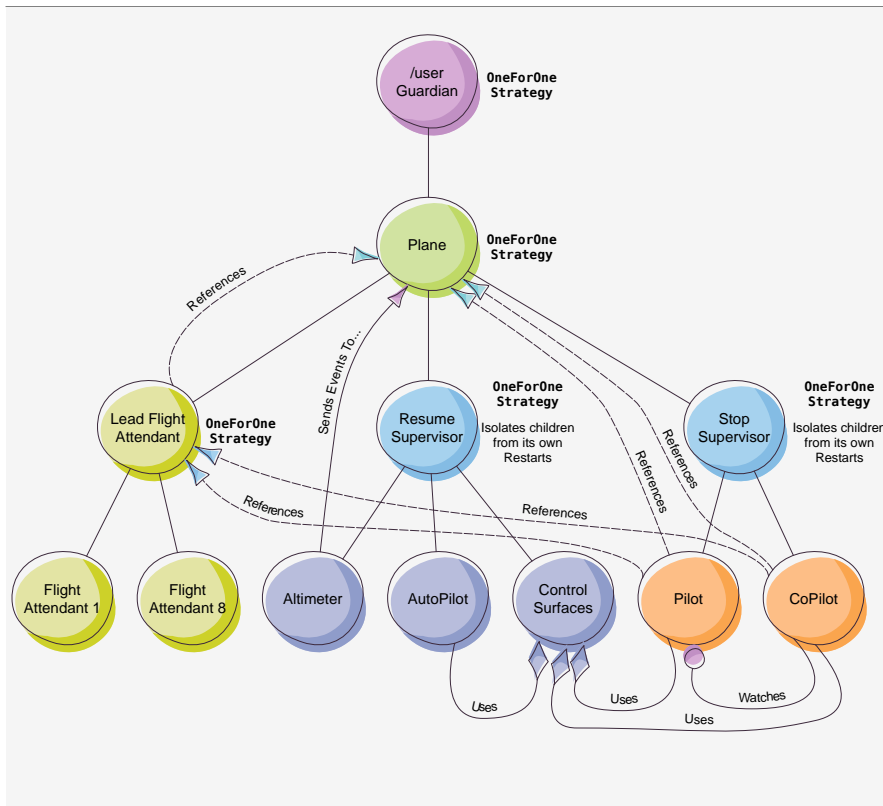 /user
Guardian
OneForOne
Strategy
Plane
OneForOne
Strategy
References
Sends Events To...
Lead Flight
Attendant
OneForOne
Strategy
Resume
Supervisor
OneForOne
Strategy
Isolates children
from its own
Restarts
Stop
Supervisor
OneForOne
Strategy
Isolates children
from its own
Restarts
References
References
References
References
Flight
Attendant 1
Flight
Attendant 8
Altimeter
AutoPilot
Control
Surfaces
Pilot
CoPilot
Uses
Uses
Watches
Uses